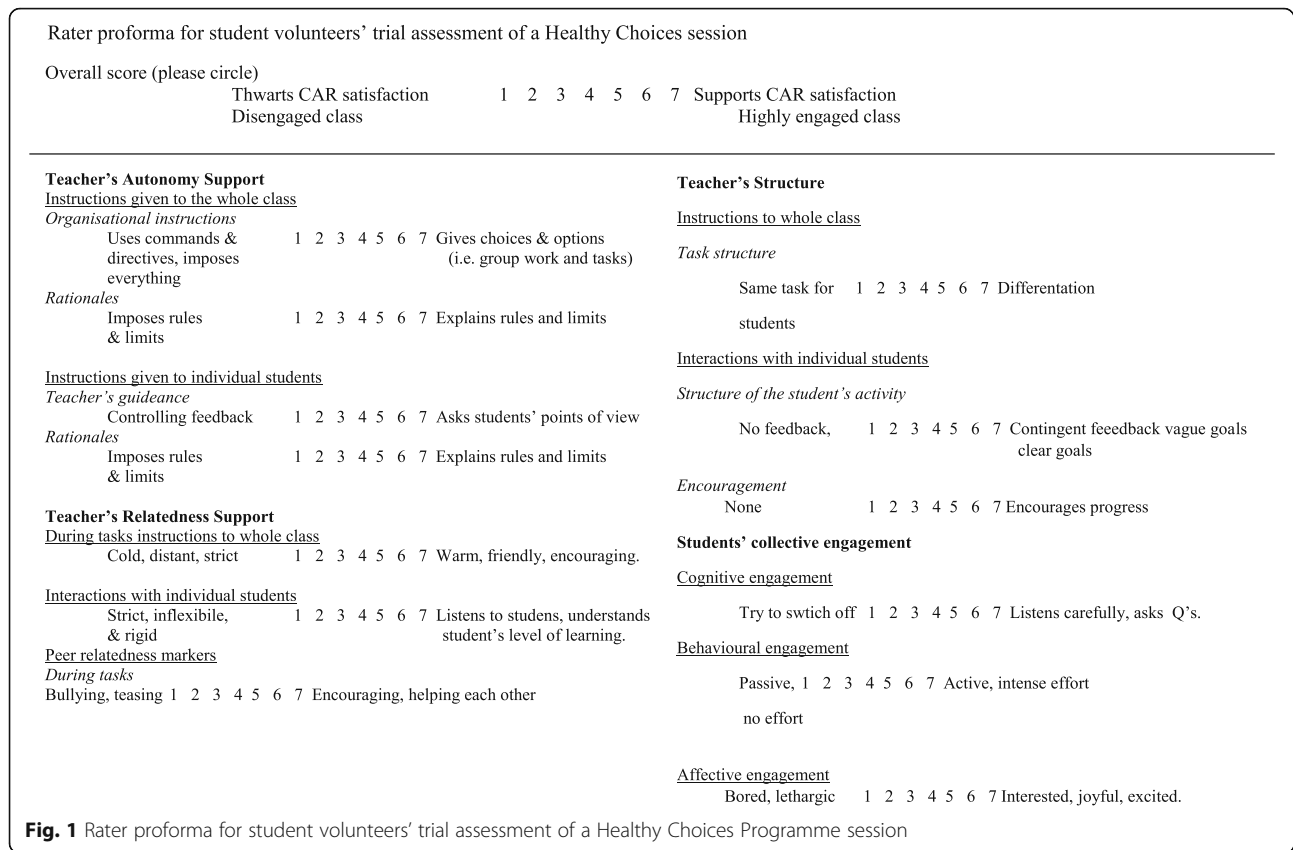 Rater proforma for student volunteers' trial assessment of a Healthy Choices session
Overall score (please circle)
Thwarts CAR satisfaction 1 2 3 4 5 6 7 Supports CAR satisfaction
Disengaged class Highly engaged class
Teacher's Autonomy Support
Instructions given to the whole class
Organisational instructions
Uses commands & 1 2 3 4 5 6 7 Gives choices & options
directives, imposes (i.e. group work and tasks)
everything
Rationales
Imposes rules 1 2 3 4 5 6 7 Explains rules and limits
& limits
Instructions given to individual students
Teacher's guideance
Controlling feedback 1 2 3 4 5 6 7 Asks students' points of view
Rationales
Imposes rules 1 2 3 4 5 6 7 Explains rules and limits
& limits
Teacher's Relatedness Support
During tasks instructions to whole class
Cold, distant, strict 1 2 3 4 5 6 7 Warm, friendly, encouraging.
Interactions with individual students
Strict, inflexibile, 1 2 3 4 5 6 7 Listens to studens, understands
& rigid student's level of learning.
Peer relatedness markers
During tasks
Bullying, teasing 1 2 3 4 5 6 7 Encouraging, helping each other
Teacher's Structure
Instructions to whole class
Task structure
Same task for 1 2 3 4 5 6 7 Differentation
students
Interactions with individual students
Structure of the student's activity
No feedback, 1 2 3 4 5 6 7 Contingent feeedback vague goals
clear goals
Encouragement
None 1 2 3 4 5 6 7 Encourages progress
Students' collective engagement
Cognitive engagement
Try to swtich off 1 2 3 4 5 6 7 Listens carefully, asks Q's.
Behavioural engagement
Passive, 1 2 3 4 5 6 7 Active, intense effort
no effort
Affective engagement
Bored, lethargic 1 2 3 4 5 6 7 Interested, joyful, excited.
Fig. 1 Rater proforma for student volunteers' trial assessment of a Healthy Choices Programme session